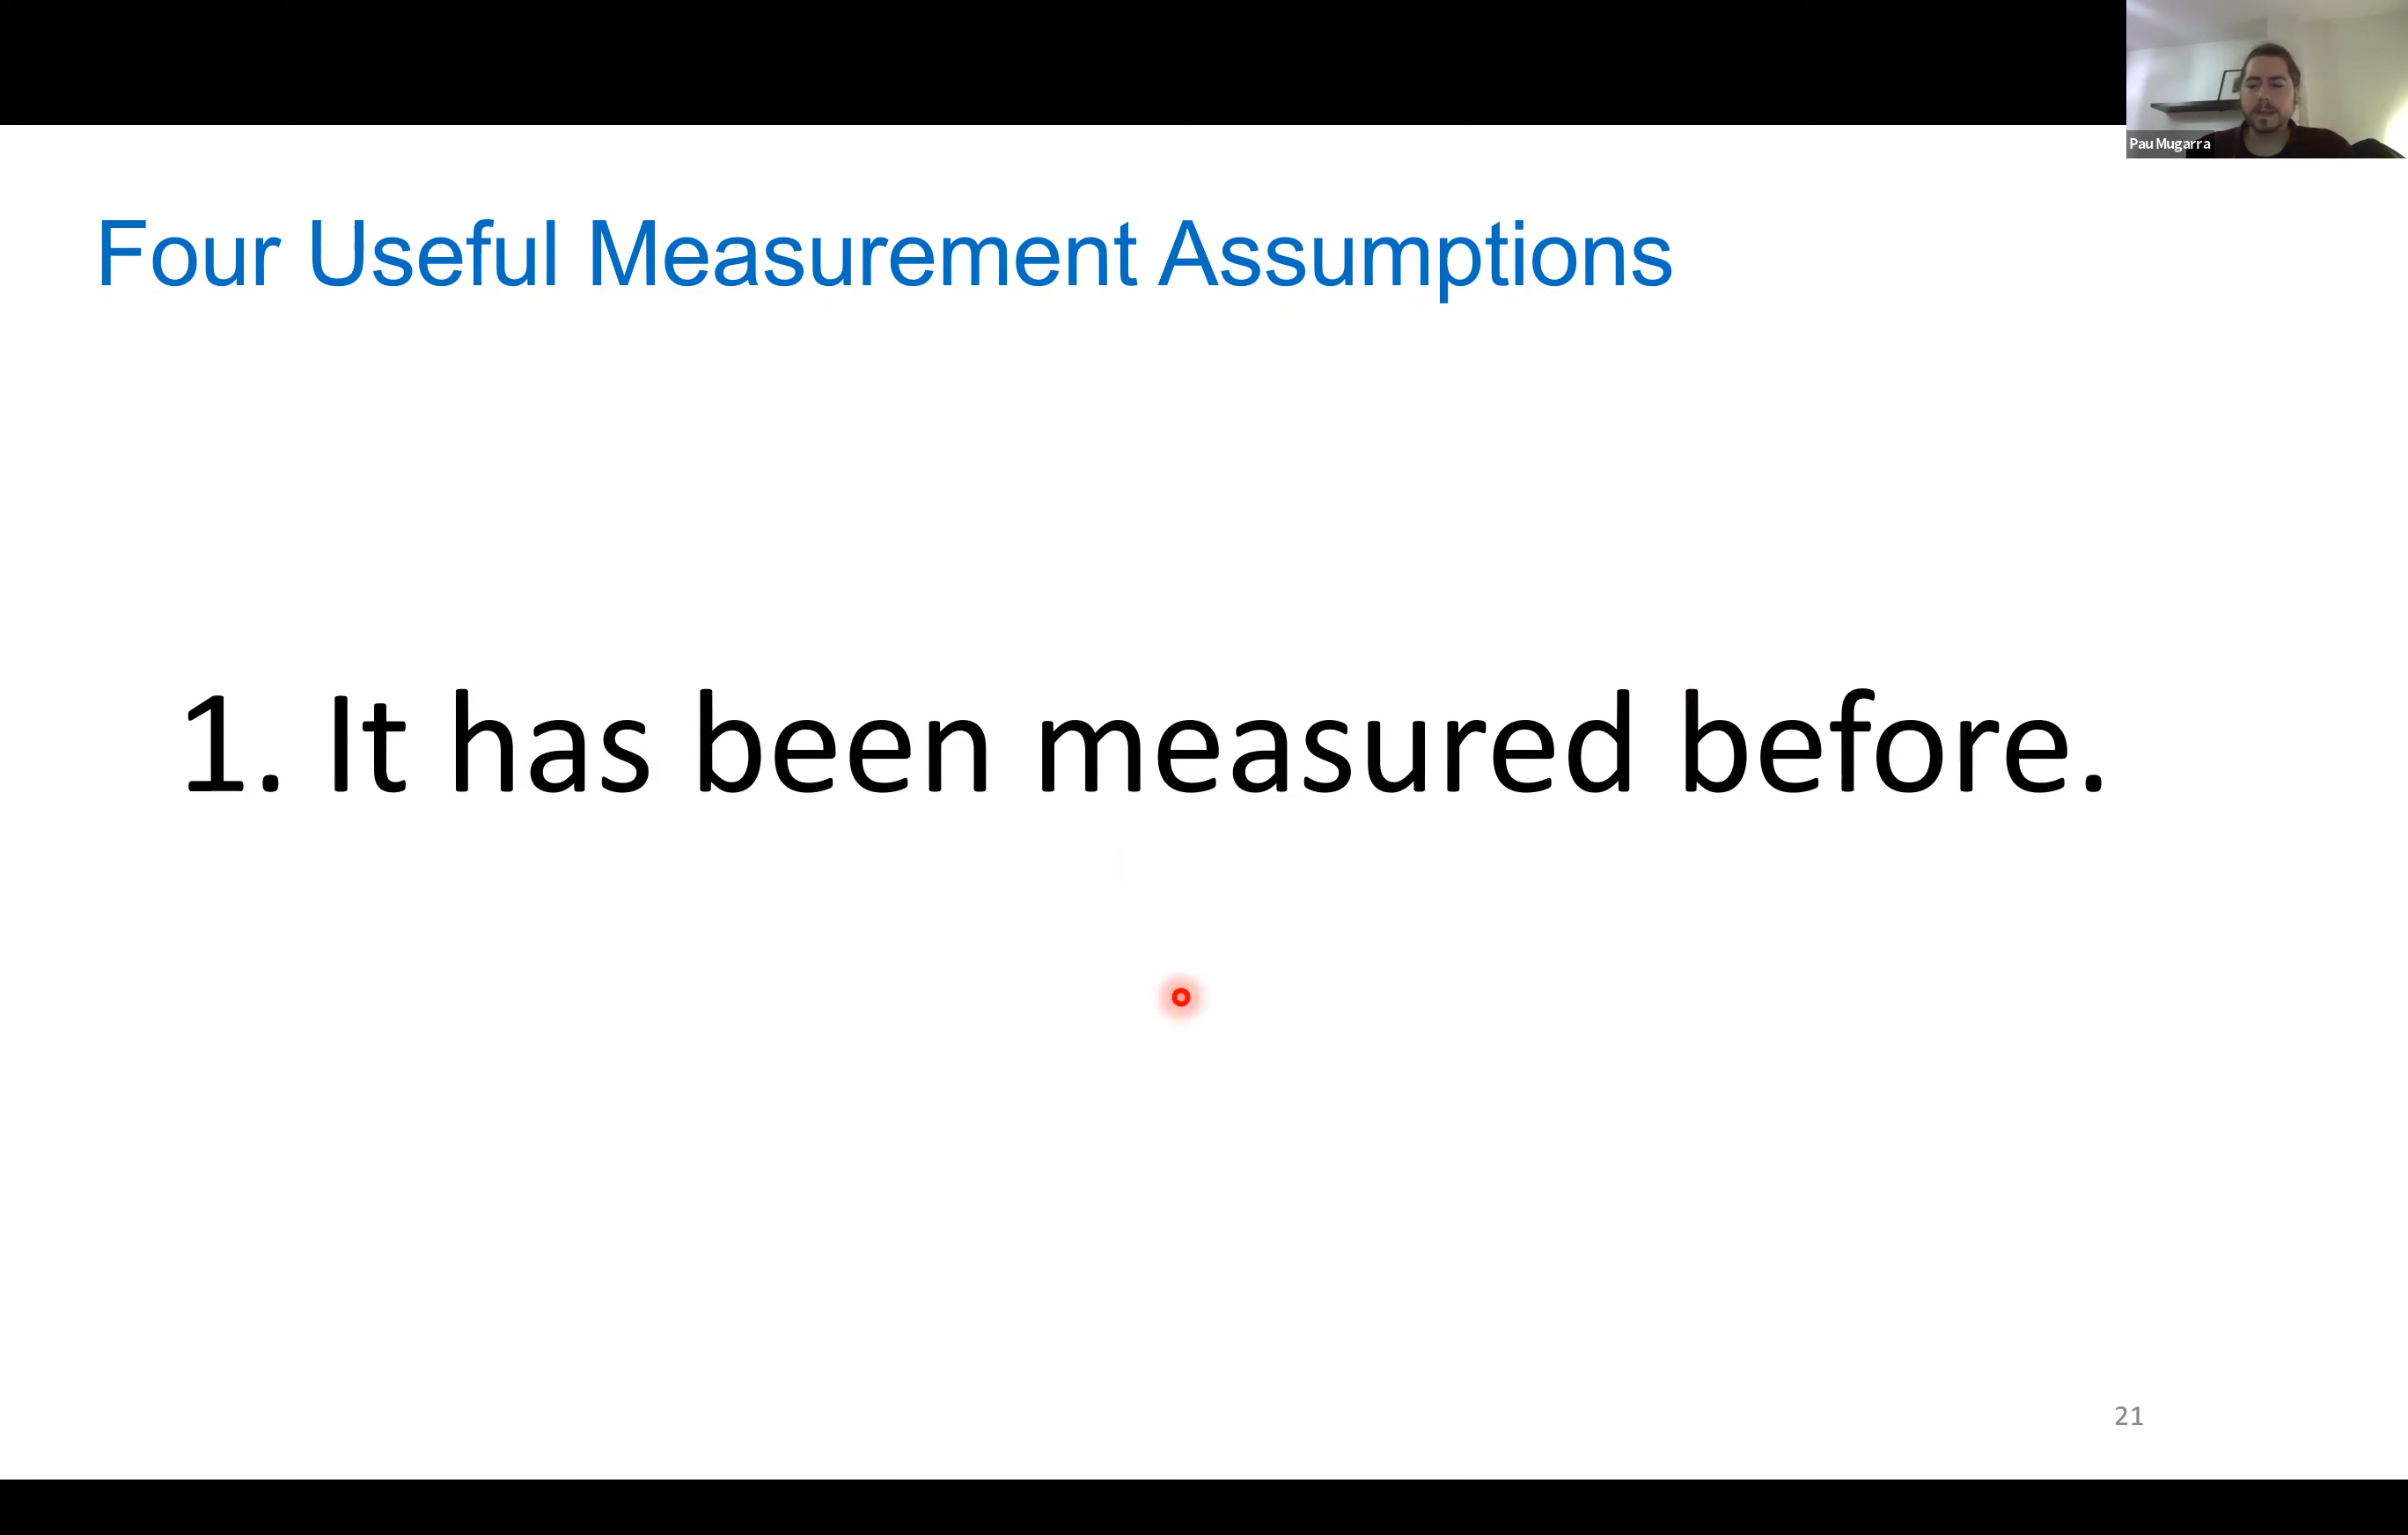 Pau Mugarra
Four Useful Measurement Assumptions
1. It has been measured before.
21